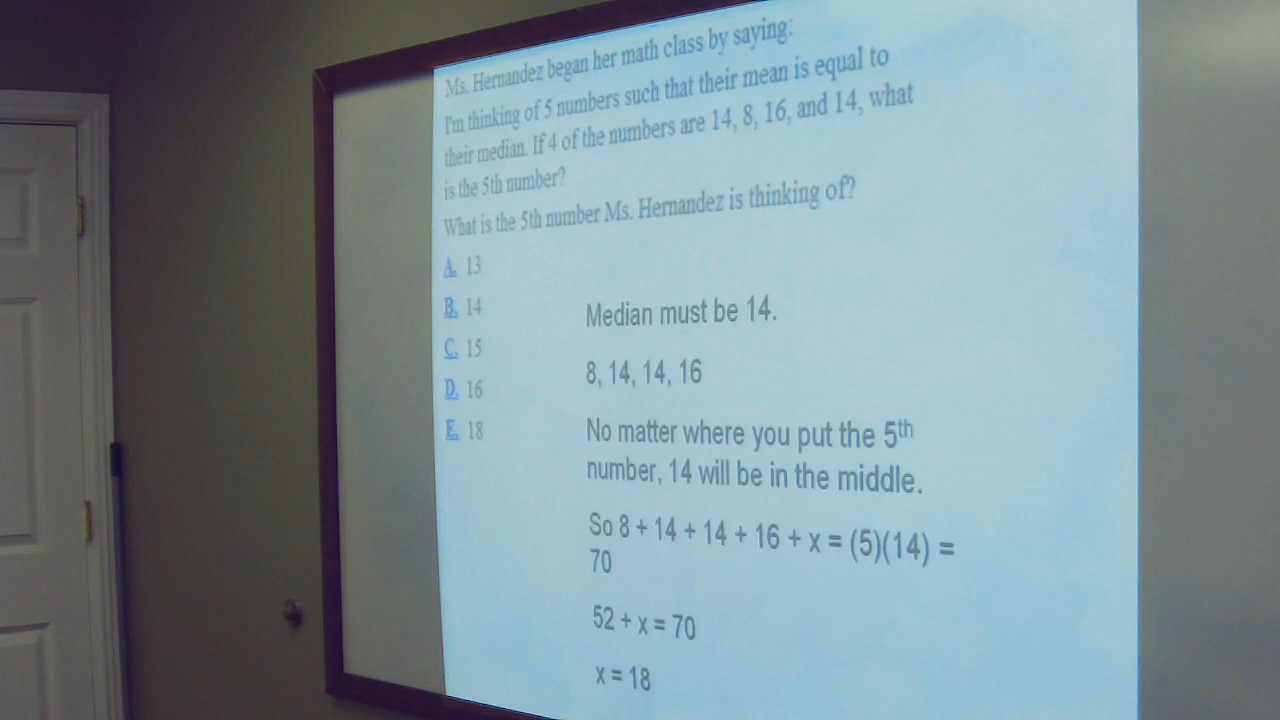 Ms. Hernandez began her math class by saying:
I'm thinking of 5 numbers such that their mean is equal to
their median. If 4 of the numbers are 14, 8, 16, and 14, what
is the 5th number?
What is the 5th number Ms. Hernandez is thinking of?
A. 13
B. 14
C. 15
D. 16
E. 18
Median must be 14.
8, 14, 14, 16
No matter where you put the 5th
number, 14 will be in the middle.
So 8 + 14 + 14 + 16 + x = (5)(14) =
70
52 + x = 70
x = 18